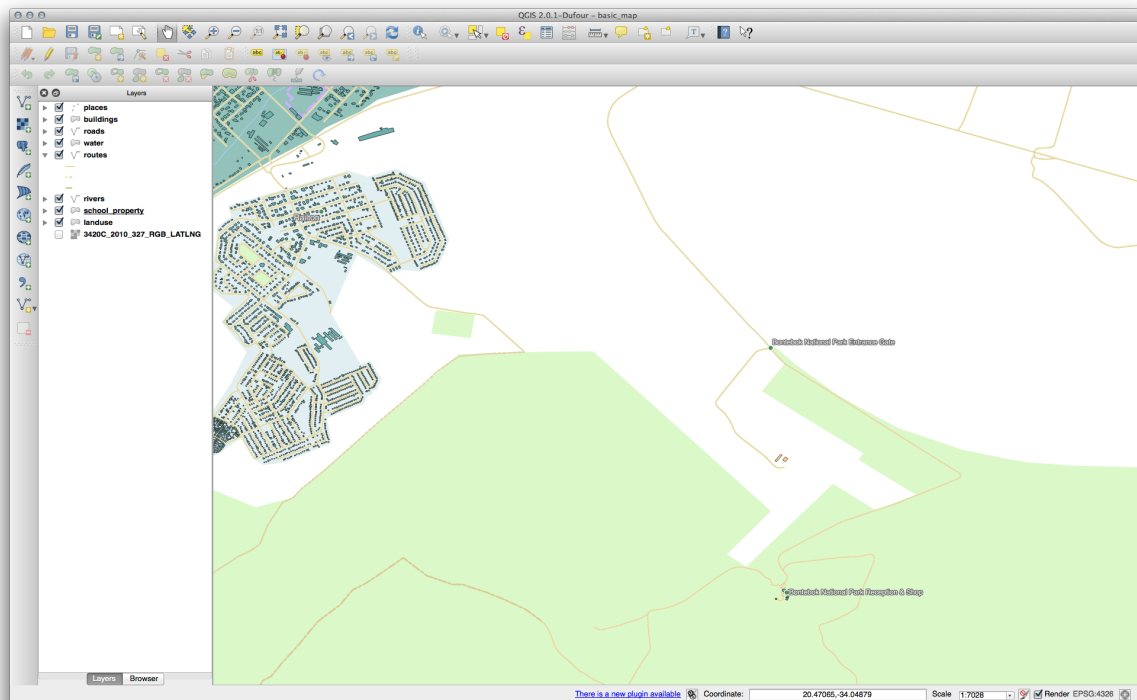 QGIS 2.0.1-Dufour - basic_map
Layers
places
buildings
roads
water
routes
rivers
school_property
landuse
3420C_2010_327_RGB_LATLNG
Bontebok National Park Entrance Gate
Bontebok National Park Reception & Shop
Layers Browser
There is a new plugin available Coordinate: 20.47065,-34.04879 Scale 1:7028 Render EPSG:4326